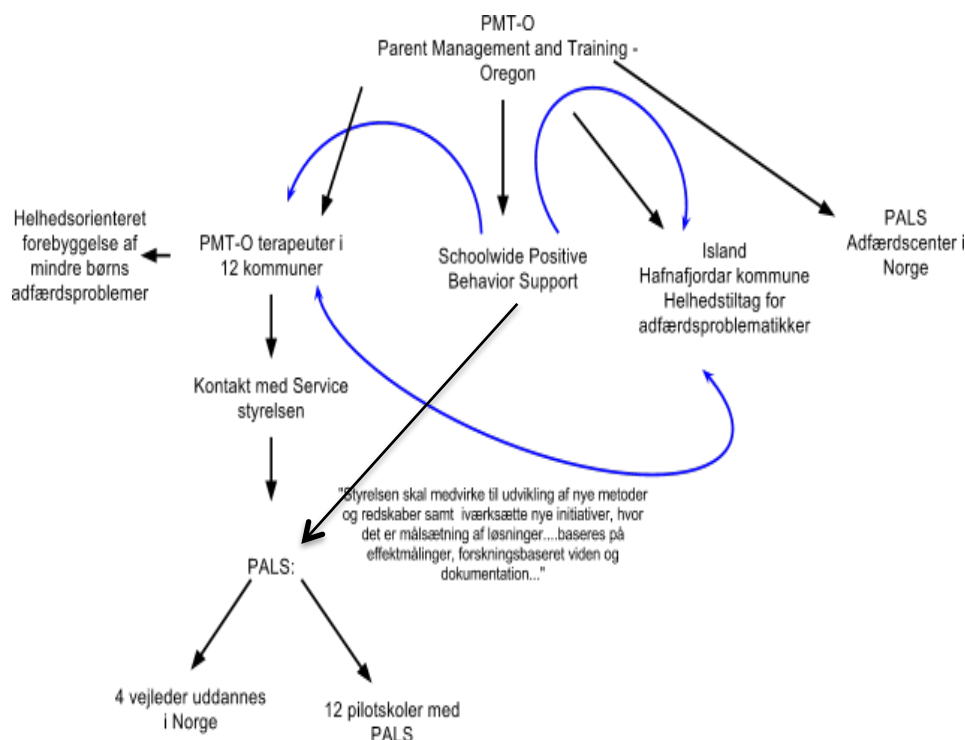 PMT-O
Parent Management and Training -
Oregon
Helhedsorienteret
forebyggelse af
mindre børns
adfærdsproblemer
PMT-O terapeuter i
12 kommuner
Schoolwide Positive
Behavior Support
Island
Hafnafjordar kommune
Helhedstiltag for
adfærdsproblematikker
PALS
Adfærdscenter i
Norge
Kontakt med Service
styrelsen
"Styrelsen skal medvirke til udvikling af nye metoder
og redskaber samt iværksætte nye initiativer, hvor
det er målsætning af løsninger....baseres på
effektmålinger, forskningsbaseret viden og
dokumentation..."
PALS:
4 vejleder uddannes
i Norge
12 pilotskoler med
PALS